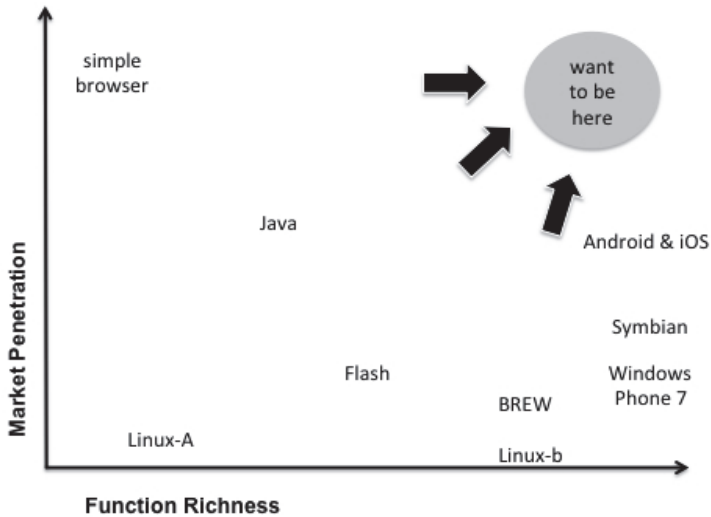 simple
browser
want
to be
here
Java
Android & iOS
Symbian
Flash
Windows
Phone 7
BREW
Linux-A
Linux-b
Market Penetration
Function Richness